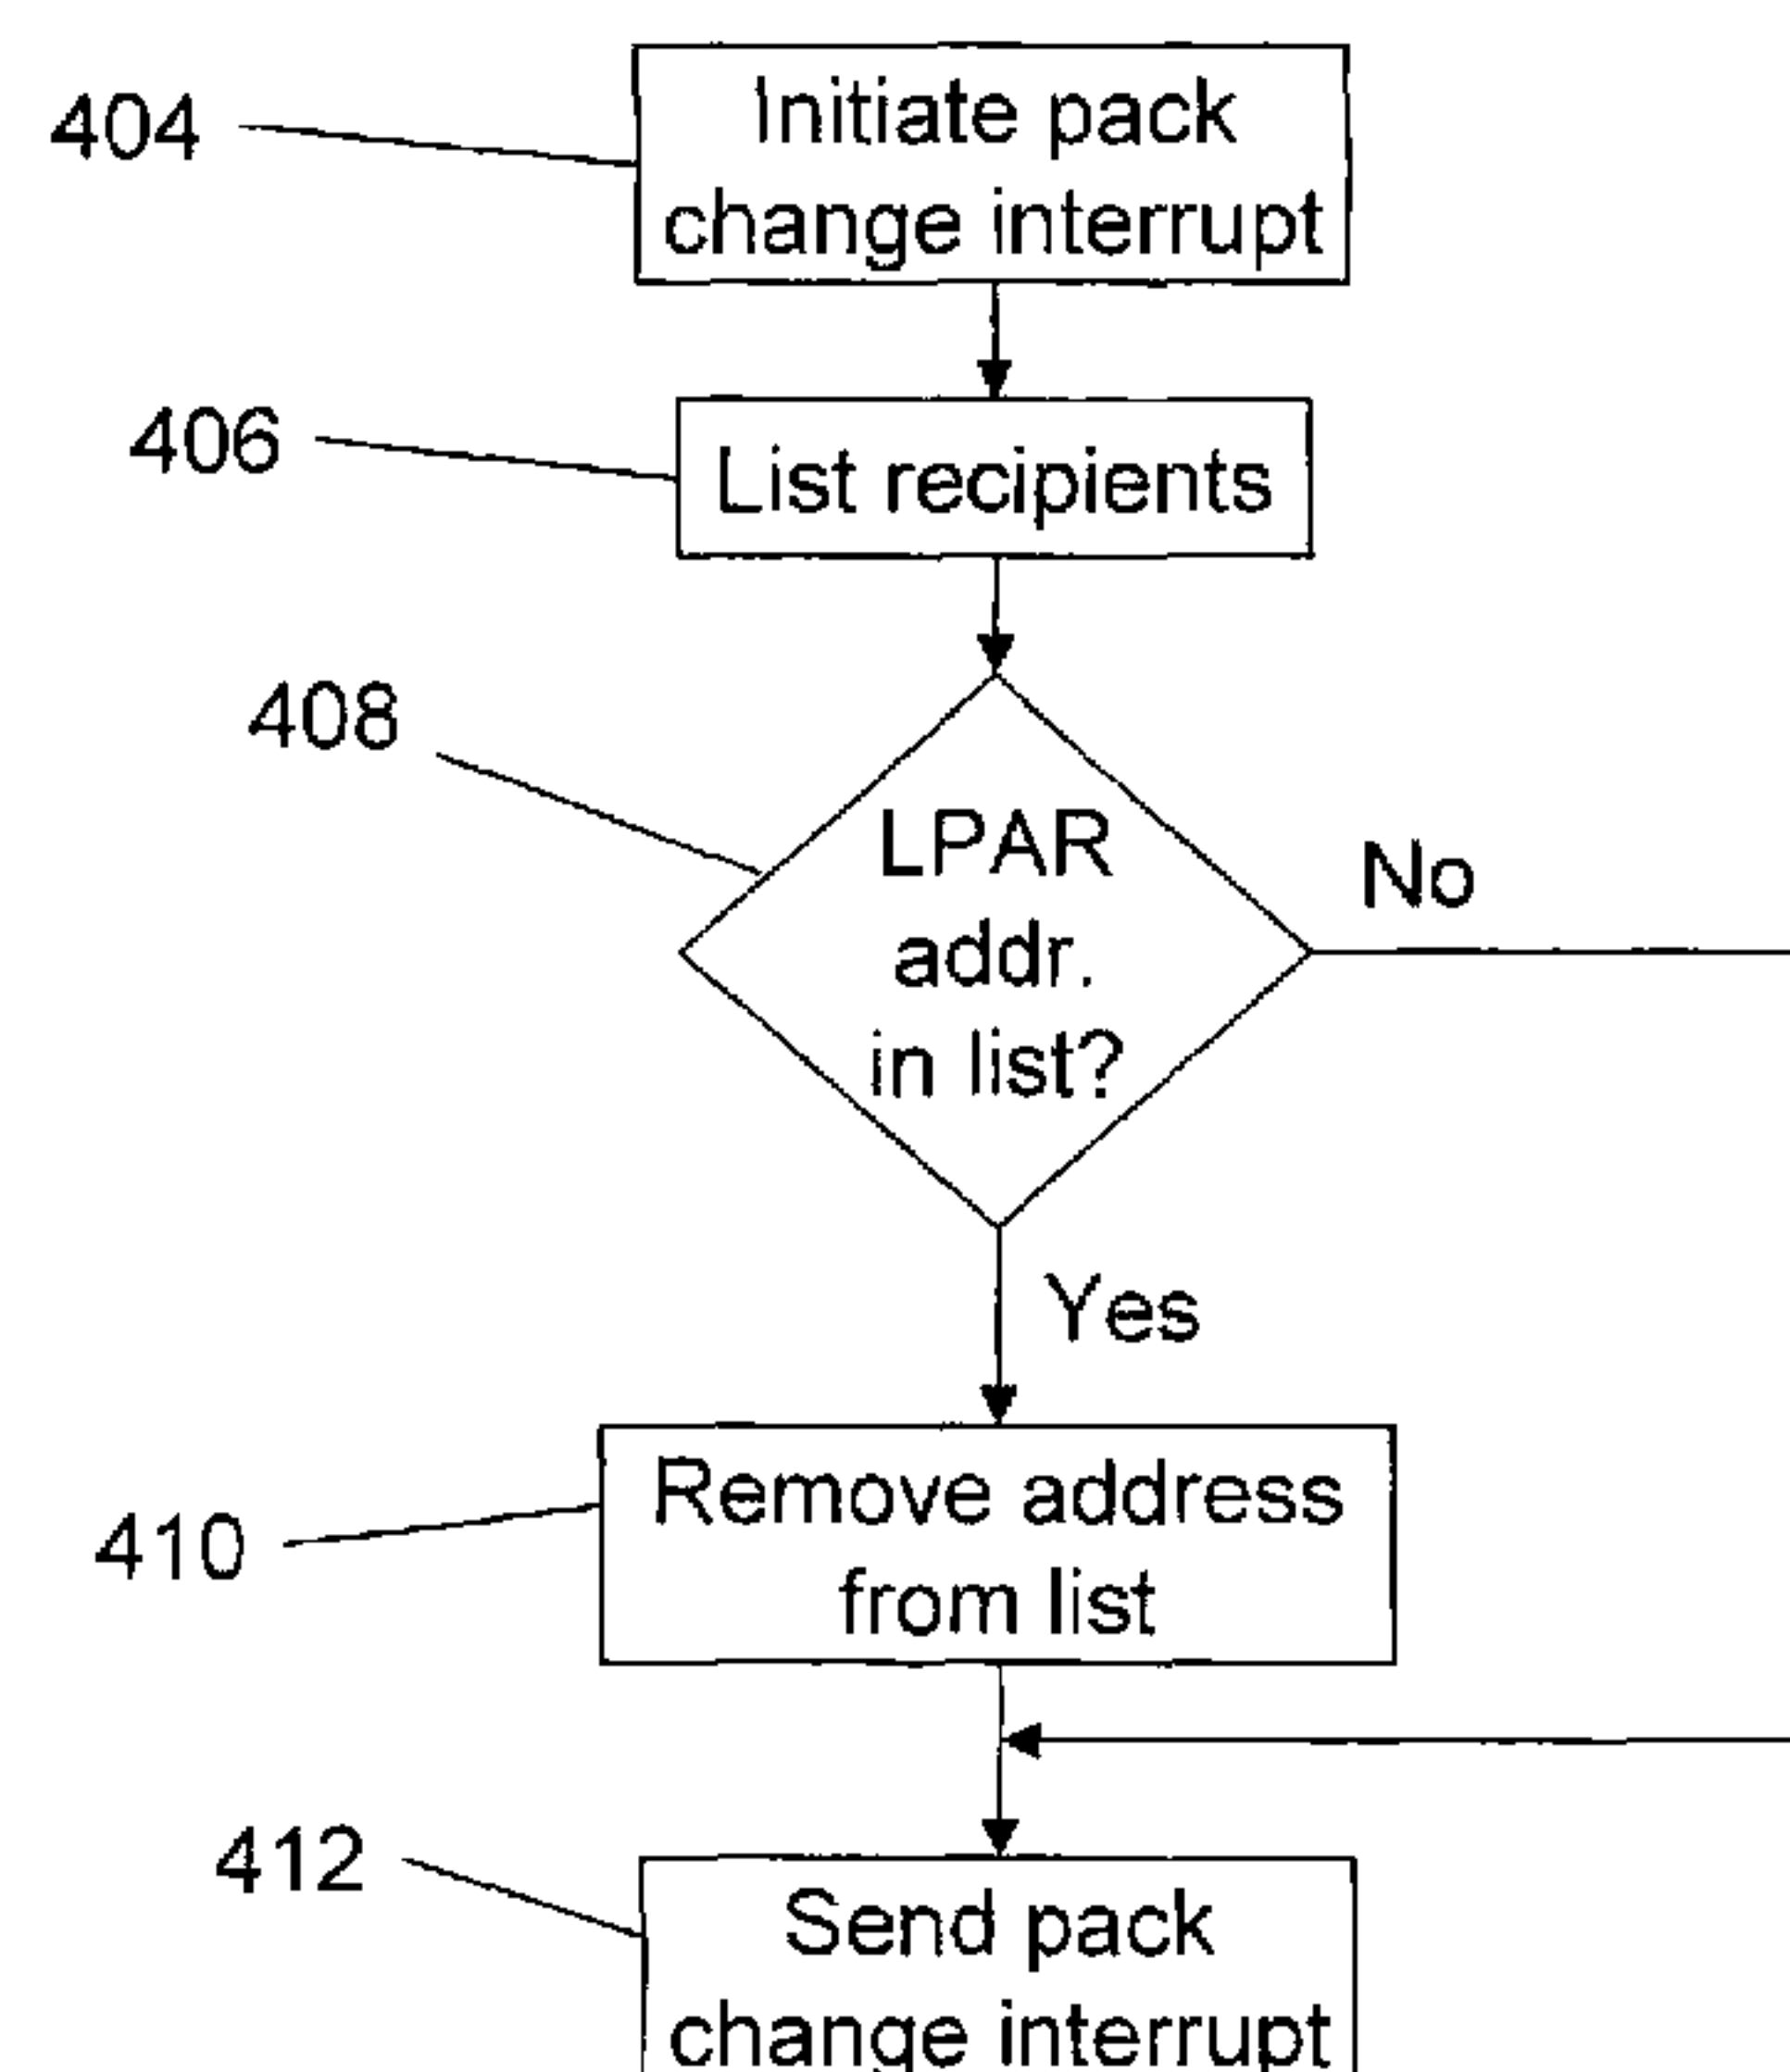 404
Initiate pack
change interrupt
406
List recipients
408
LPAR
addr.
in list?
No
Yes
410
Remove address
from list
412
Send pack
change interrupt